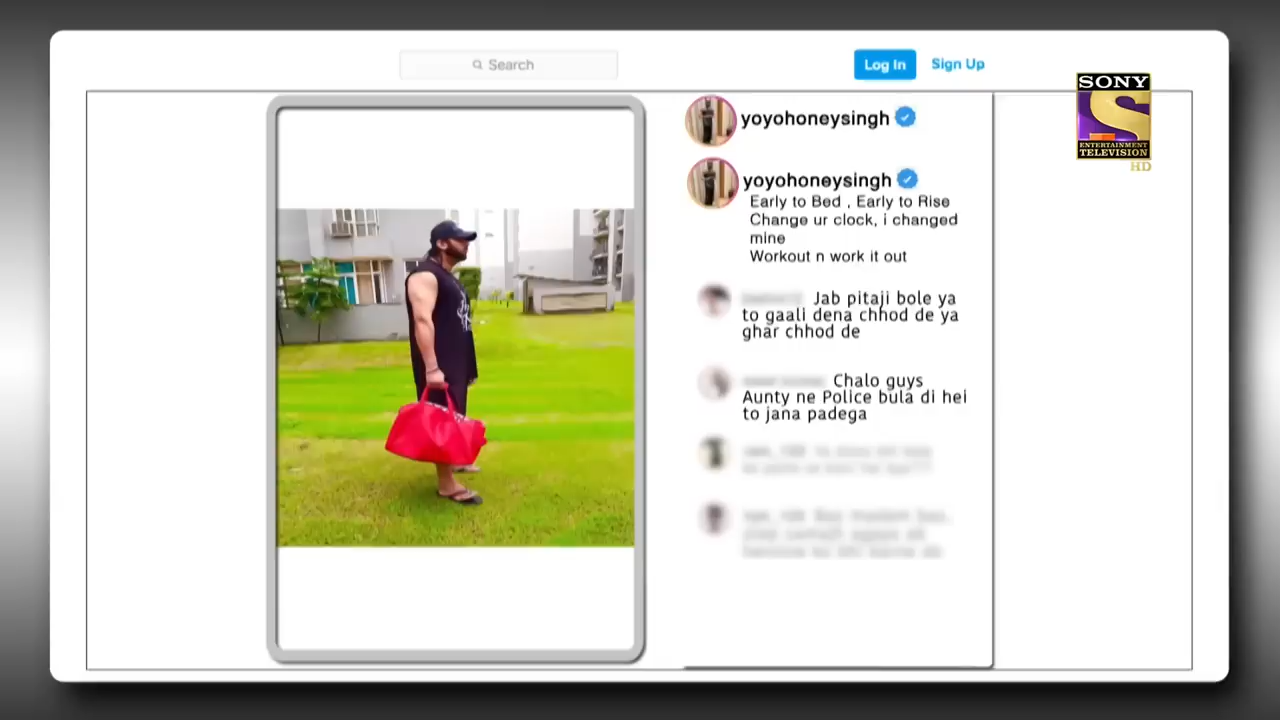 Search
Log In
Sign Up
SONY
ENTERTAINMENT
TELEVISION
HD
yoyohoneysingh
yoyohoneysingh
Early to Bed , Early to Rise
Change ur clock, i changed
mine
Workout n work it out
Jab pitaji bole ya
to gaali dena chhod de ya
ghar chhod de
Chalo guys
Aunty ne Police bula di hei
to jana padega